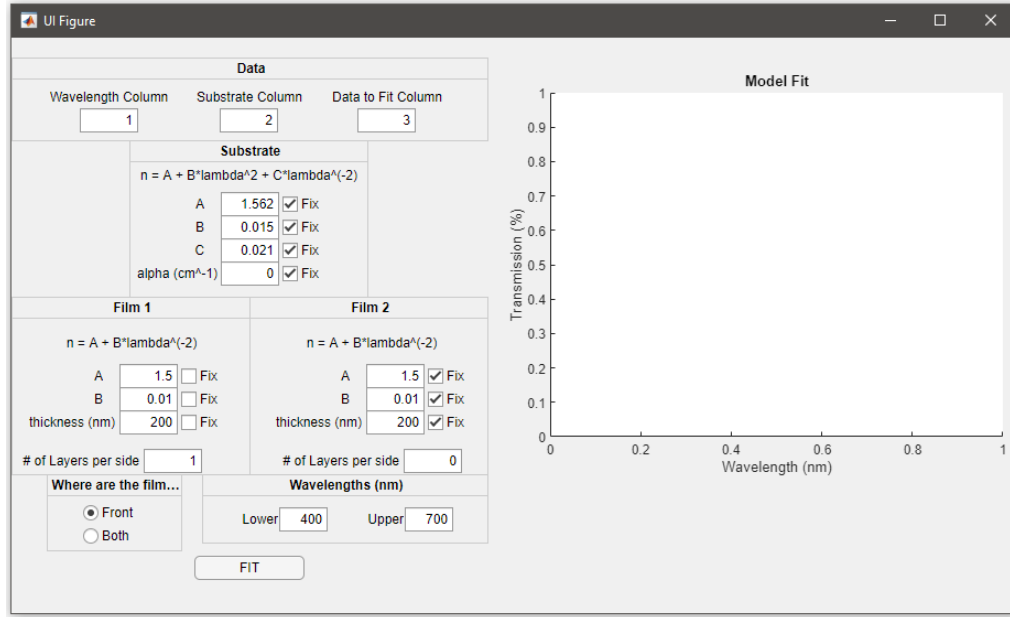 UI Figure
Data
Wavelength Column Substrate Column Data to Fit Column
1 2 3
Substrate
n = A + B*lambda^2 + C*lambda^(-2)
A 1.562 Fix
B 0.015 Fix
C 0.021 Fix
alpha (cm^-1) 0 Fix
Film 1 Film 2
n = A + B*lambda^(-2) n = A + B*lambda^(-2)
A 1.5 Fix A 1.5 Fix
B 0.01 Fix B 0.01 Fix
thickness (nm) 200 Fix thickness (nm) 200 Fix
# of Layers per side 1 # of Layers per side 0
Where are the film... Wavelengths (nm)
Front
Both
Lower 400 Upper 700
FIT
Model Fit
Transmission (%)
1
0.9
0.8
0.7
0.6
0.5
0.4
0.3
0.2
0.1
0
0 0.2 0.4 0.6 0.8 1
Wavelength (nm)